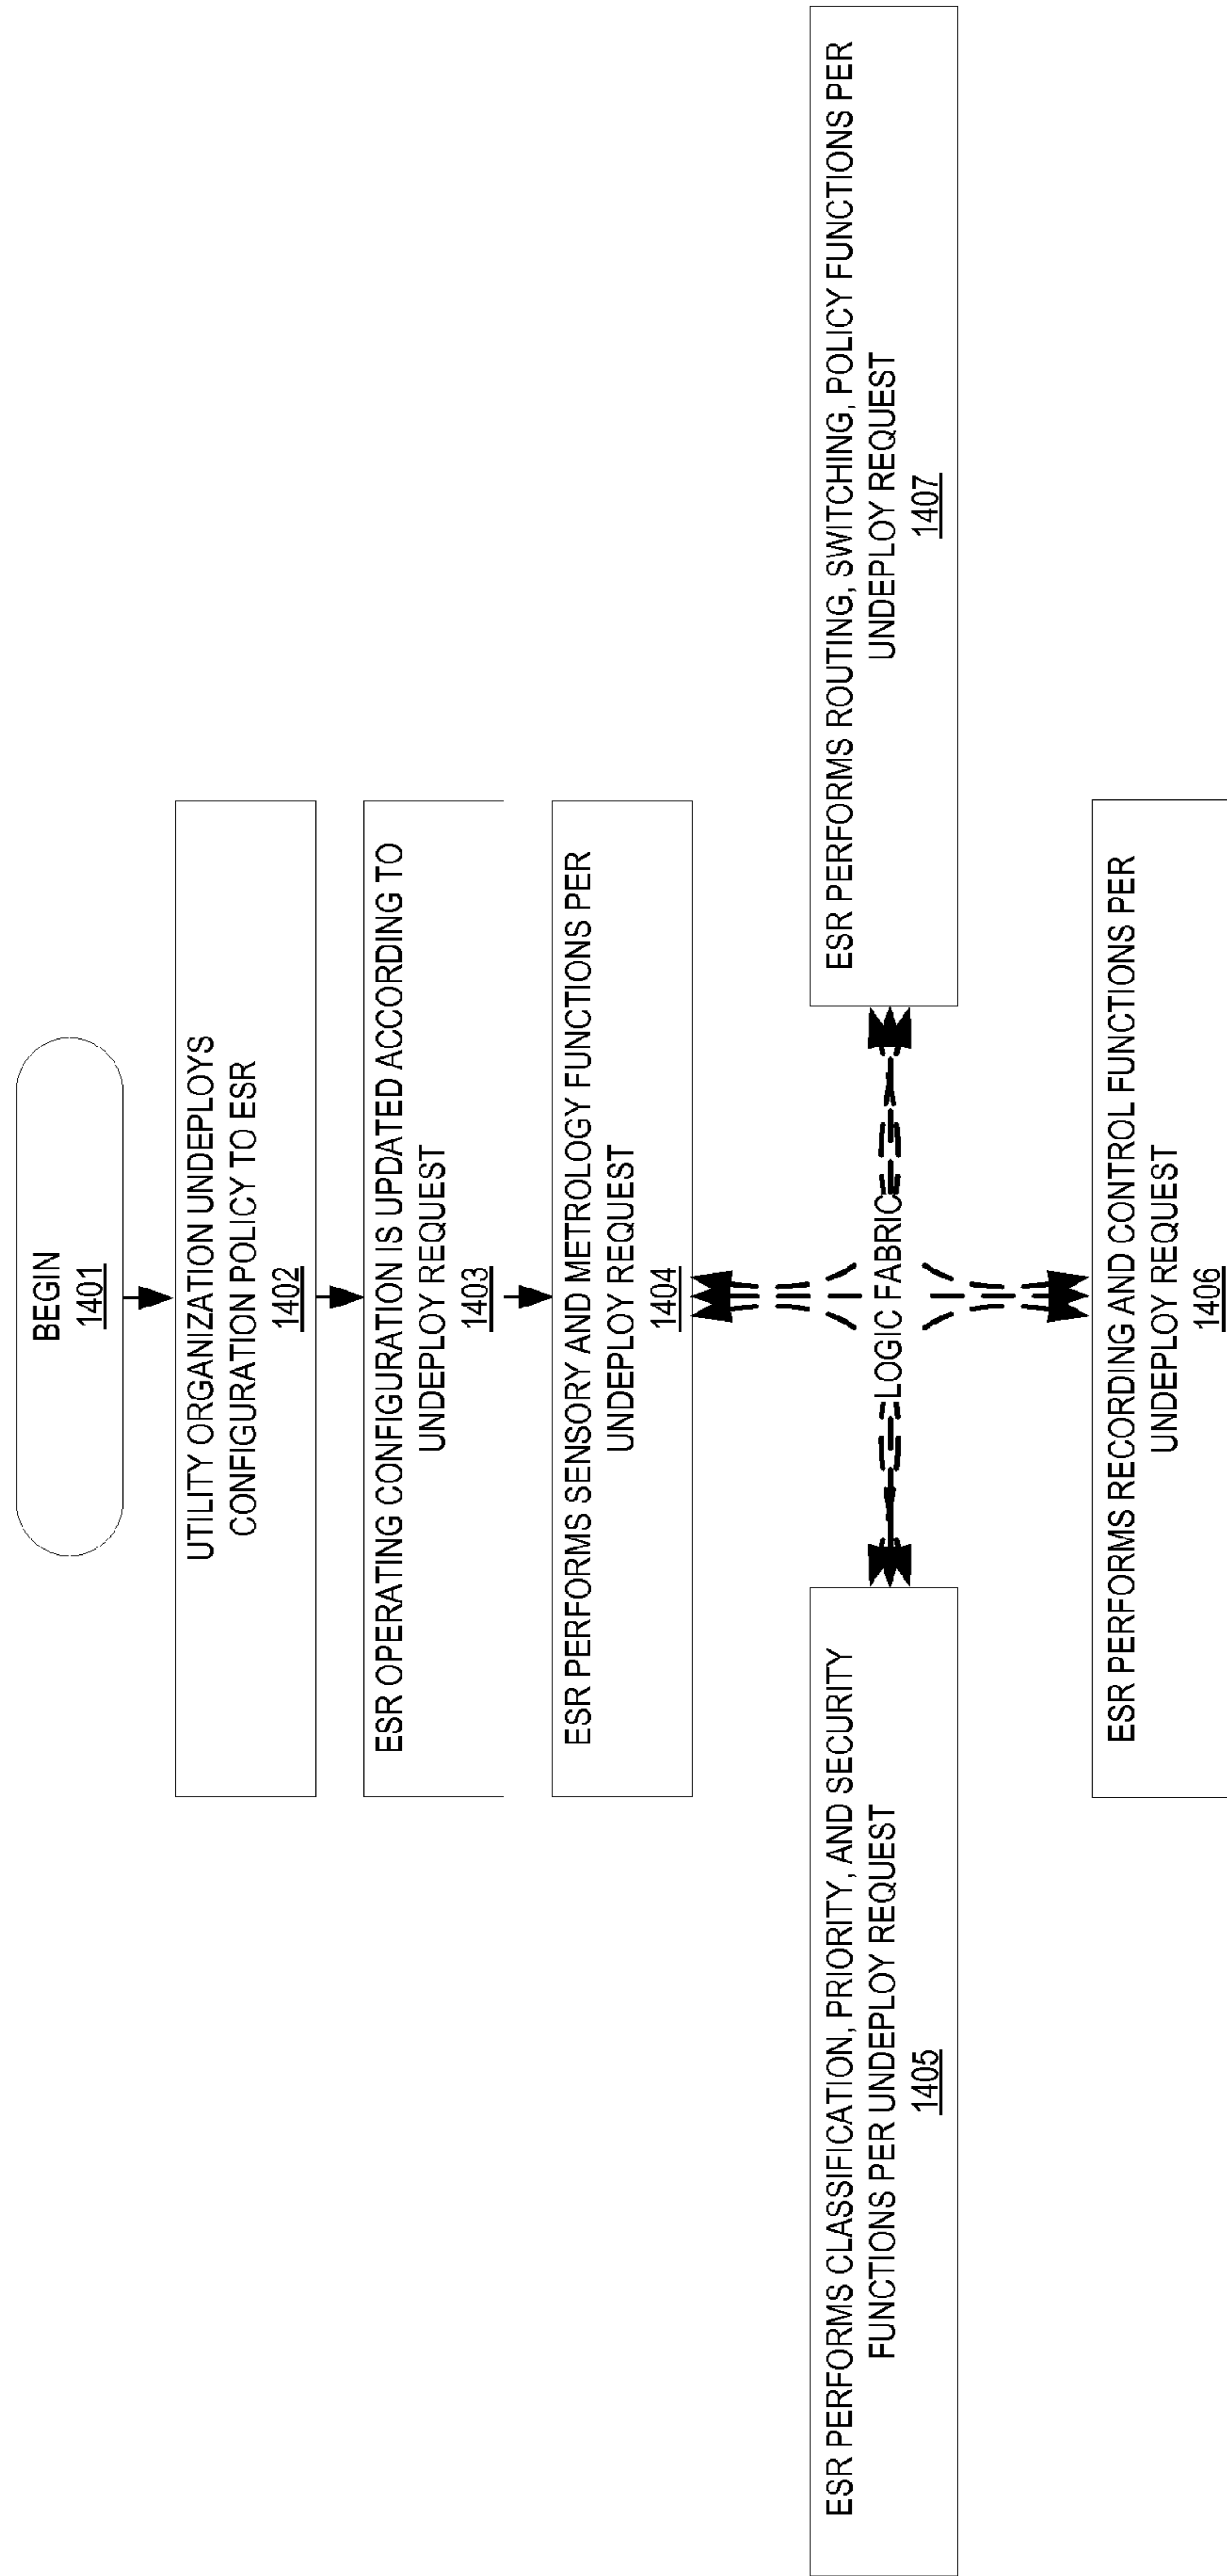 BEGIN
1401
UTILITY ORGANIZATION UNDEPLOYS
CONFIGURATION POLICY TO ESR
1402
ESR OPERATING CONFIGURATION IS UPDATED ACCORDING TO
UNDEPLOY REQUEST
1403
ESR PERFORMS SENSORY AND METROLOGY FUNCTIONS PER
UNDEPLOY REQUEST
1404
ESR PERFORMS CLASSIFICATION, PRIORITY, AND SECURITY
FUNCTIONS PER UNDEPLOY REQUEST
1405
LOGIC FABRIC
ESR PERFORMS ROUTING, SWITCHING, POLICY FUNCTIONS PER
UNDEPLOY REQUEST
1407
ESR PERFORMS RECORDING AND CONTROL FUNCTIONS PER
UNDEPLOY REQUEST
1406